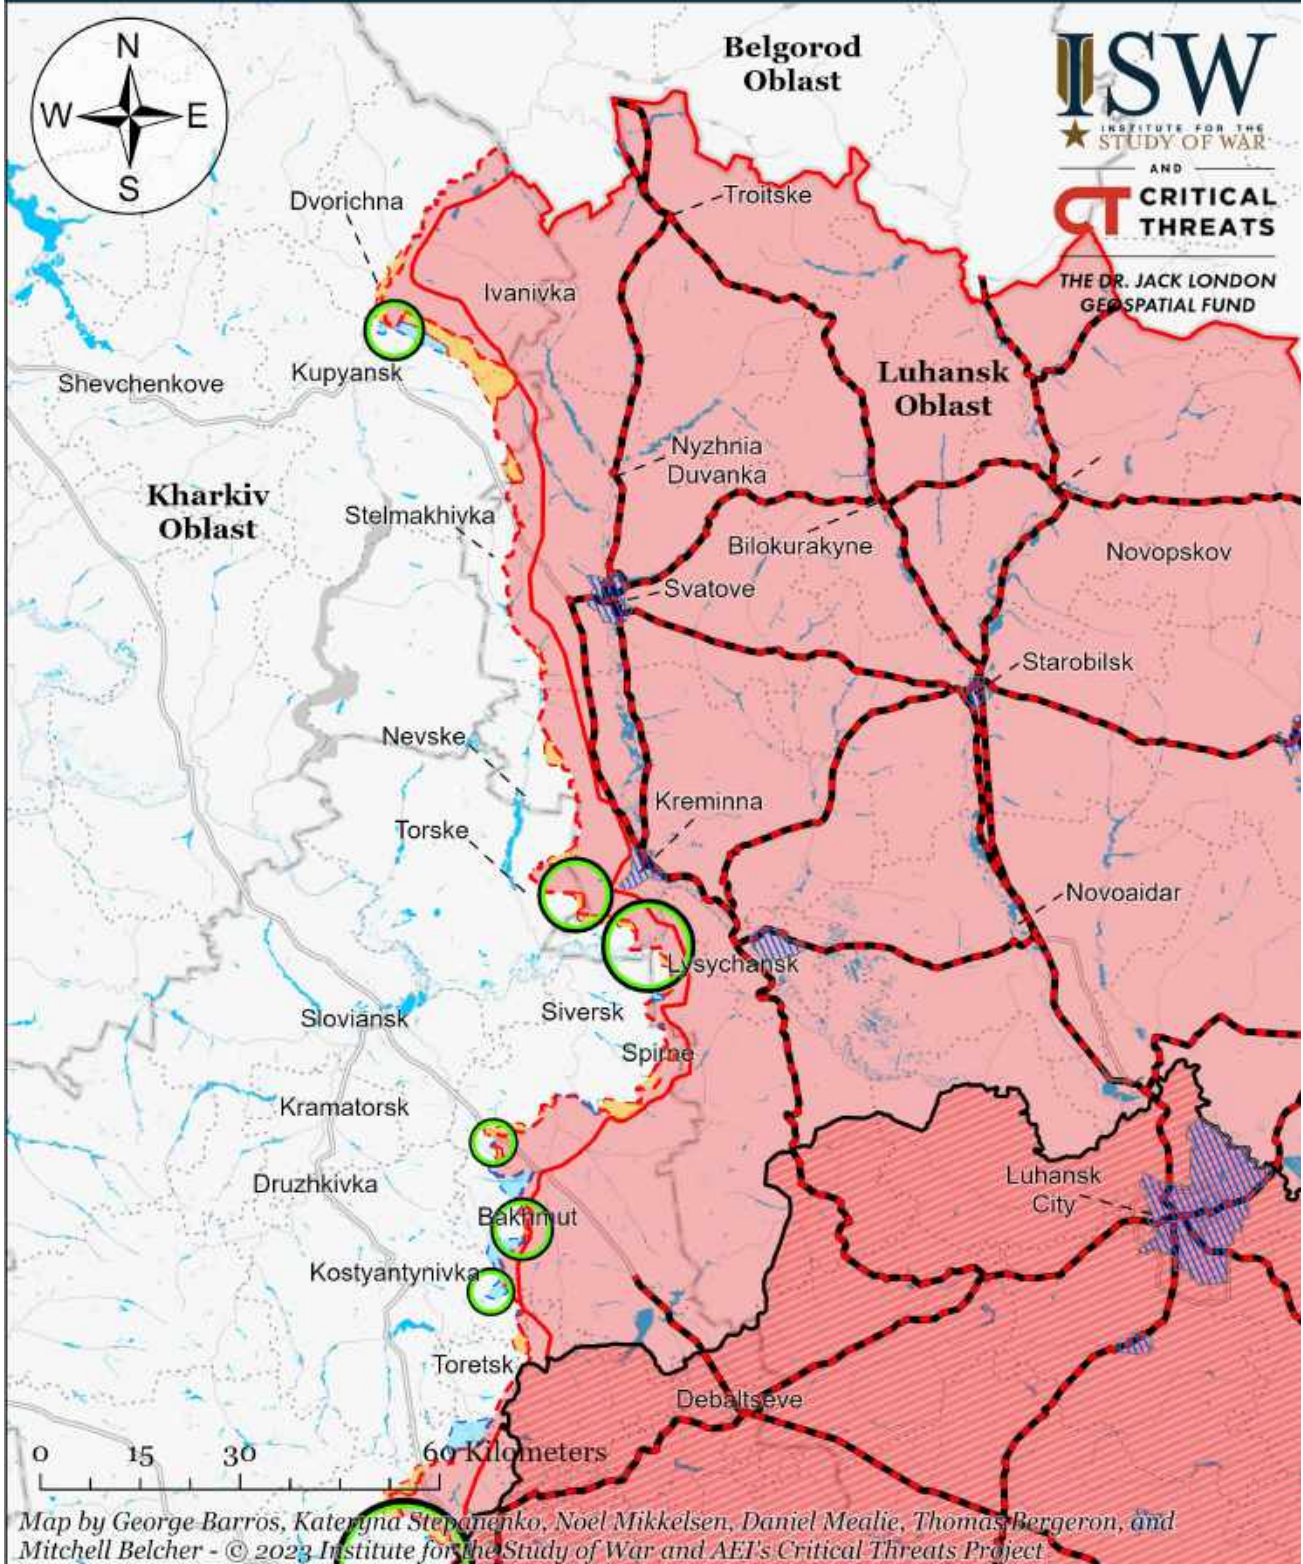 N
W E
S
Belgorod
Oblast
ISW
INSTITUTE FOR THE
STUDY OF WAR
AND
CT CRITICAL
THREATS
THE DR. JACK LONDON
GEOSPATIAL FUND
Dvorichna
Troitske
Ivanivka
Shevchenkove
Kupyansk
Luhansk
Oblast
Nyzhnia
Duvanka
Kharkiv
Oblast
Stelmakhivka
Bilokurakyne
Novopskov
Svatove
Starobilsk
Nevske
Kreminna
Torske
Novoaidar
Lysychansk
Siversk
Sloviansk
Spirne
Kramatorsk
Druzhkivka
Luhansk
City
Bakhmut
Kostyantynivka
Toretsk
Debaltseve
0 15 30 60 Kilometers
Map by George Barros, Kateryna Stepanenko, Noel Mikkelsen, Daniel Mealie, Thomas Bergeron, and
Mitchell Belcher - © 2023 Institute for the Study of War and AEI's Critical Threats Project